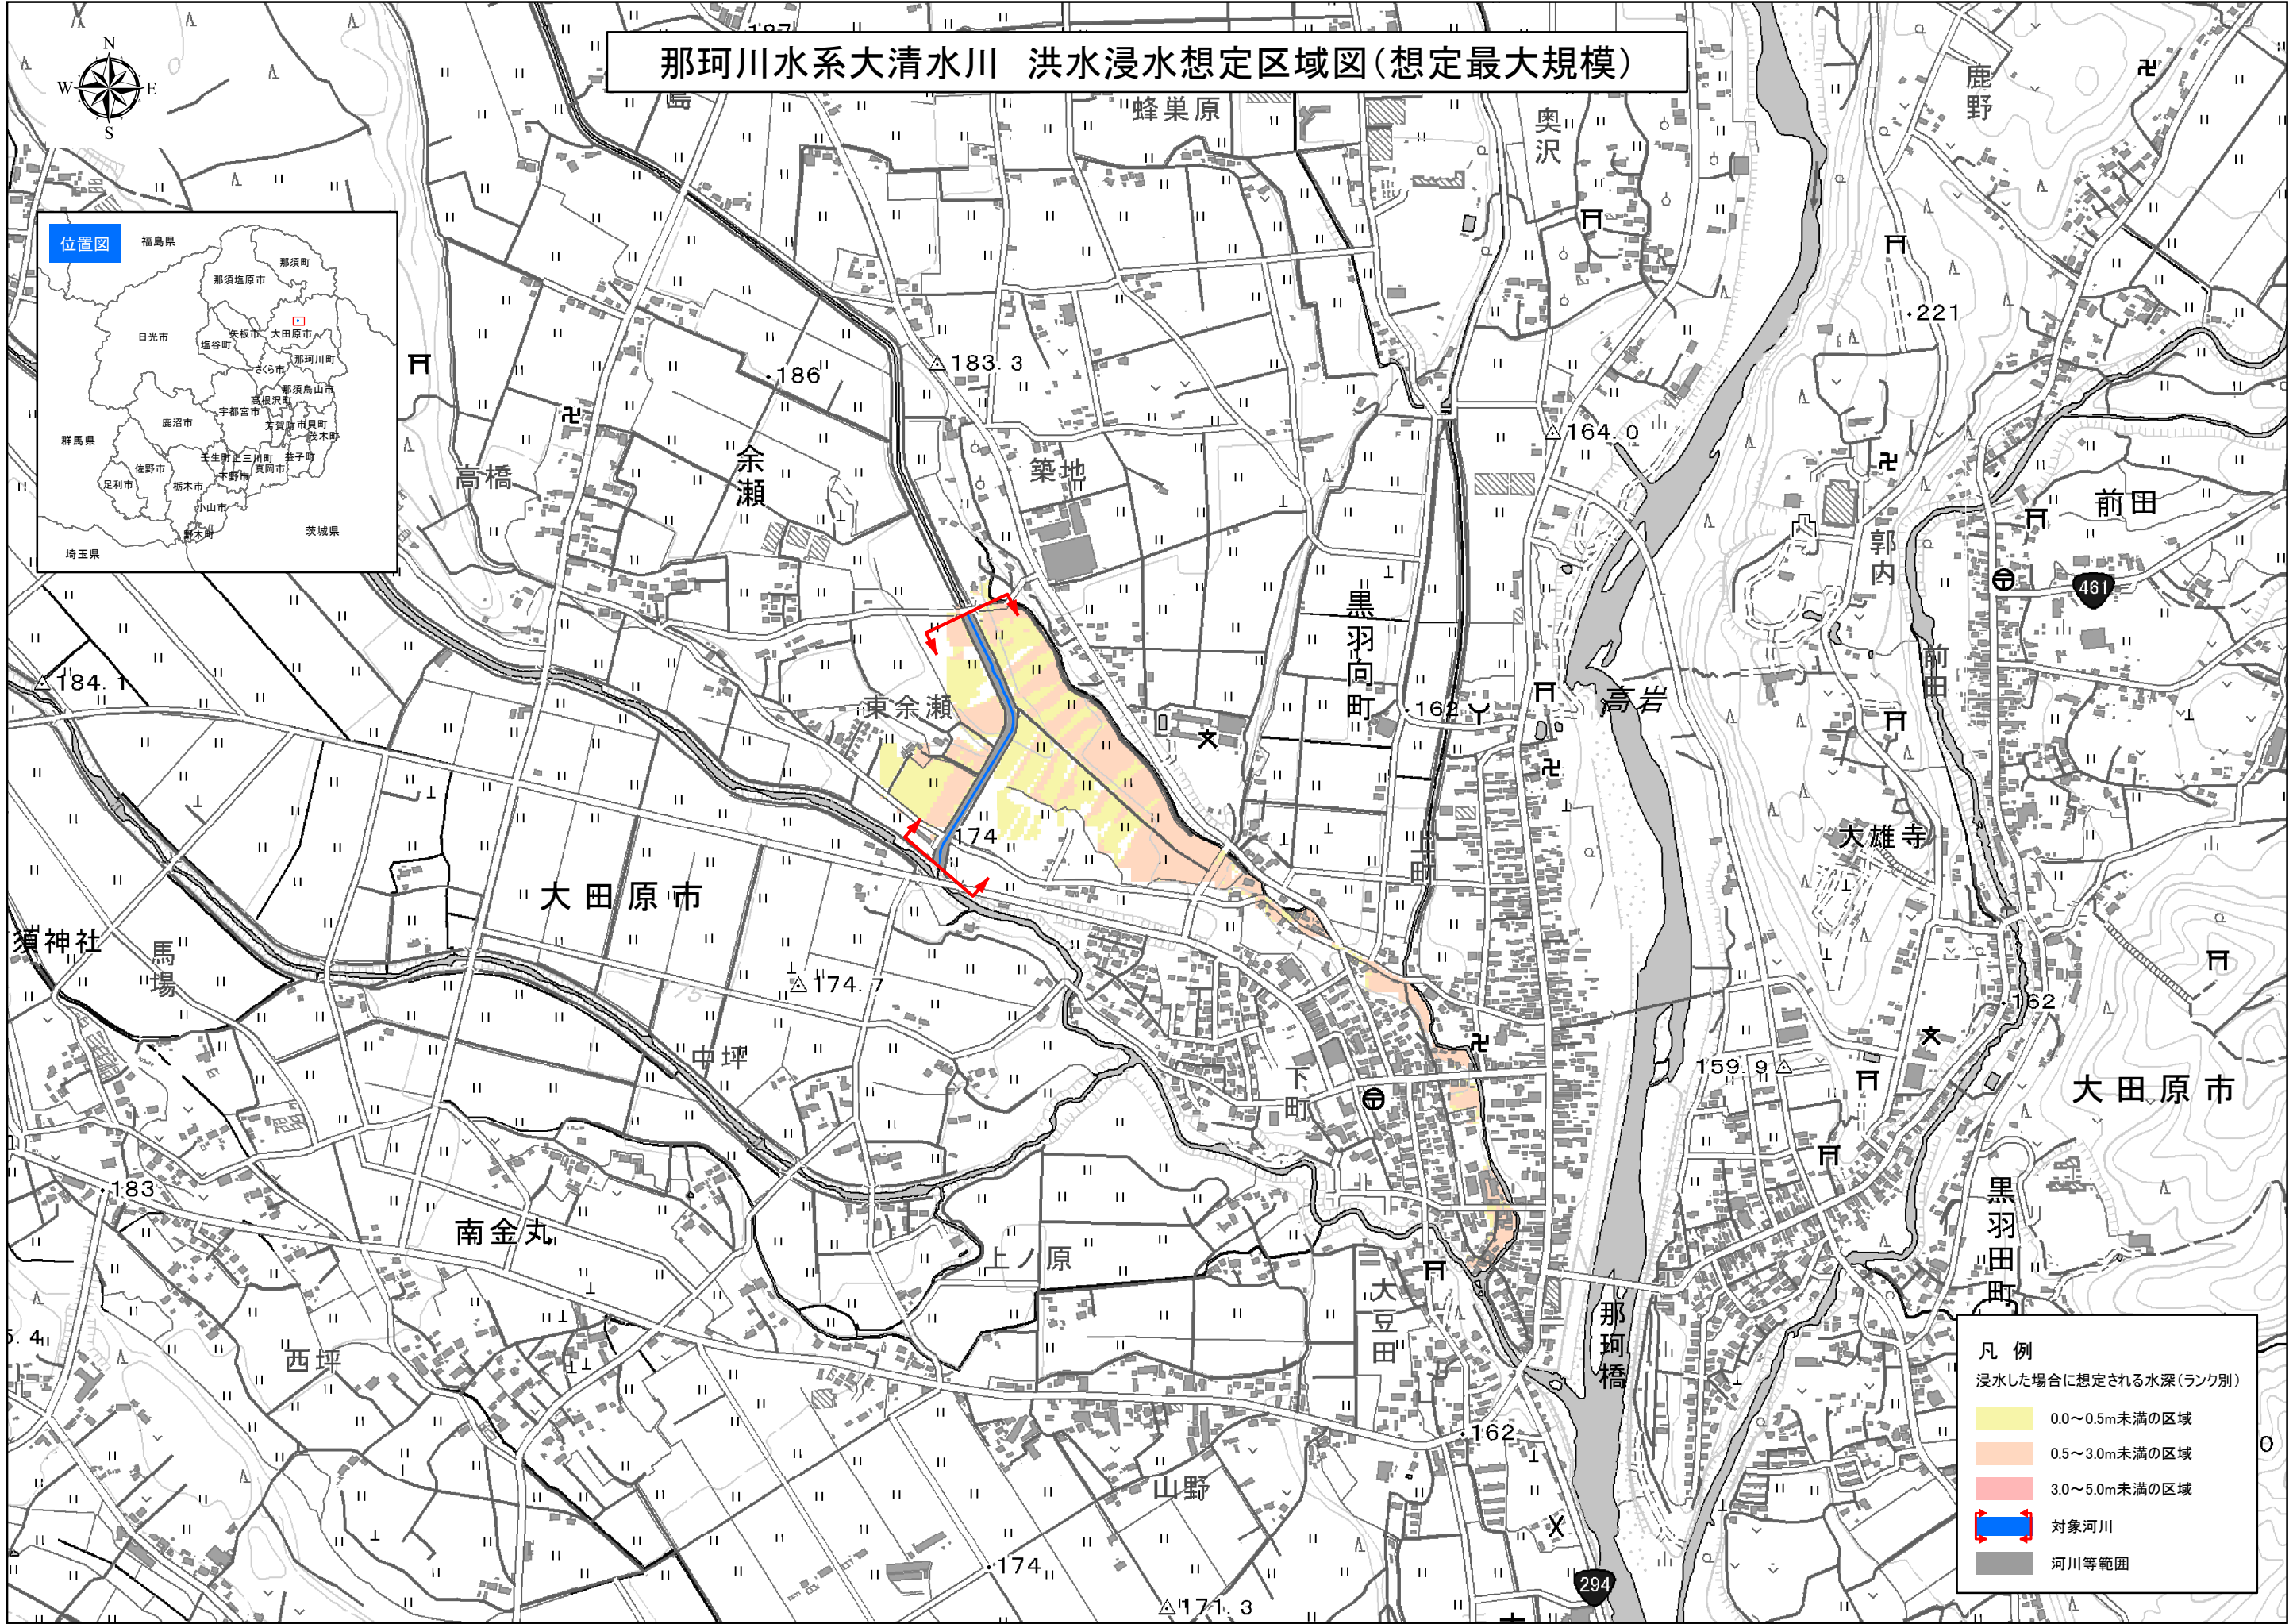 那珂川水系大清水川 洪水浸水想定区域図(想定最大規模)
N
W E
S
位置図
福島県
那須町
那須塩原市
日光市
矢板市
大田原市
塩谷町
那珂川町
さくら市
那須烏山市
高根沢町
宇都宮市
鹿沼市
芳賀町
市貝町
茂木町
群馬県
壬生町
上三川町
益子町
佐野市
真岡市
下野市
足利市
栃木市
小山市
野木町
茨城県
埼玉県
187
島
蜂巣原
奥沢
鹿野
221
183.3
186
164.0
高橋
余瀬
築地
前田
郭内
461
黒羽向町
前田
184.1
東余瀬
162
高岩
174
大雄寺
上町
大田原市
須神社
馬場
174.7
75
162
中坪
下町
159.9
大田原市
183
南金丸
上ノ原
黒羽田町
大豆田
那珂橋
5.4
西坪
162
山野
174
171.3
294
0
凡 例
浸水した場合に想定される水深(ランク別)
0.0～0.5m未満の区域
0.5～3.0m未満の区域
3.0～5.0m未満の区域
対象河川
河川等範囲